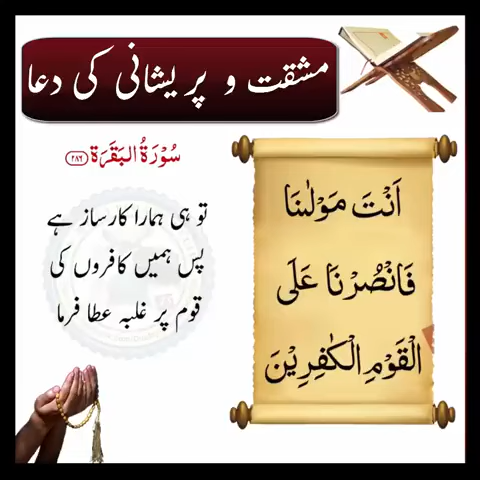 مشقت و پریشانی کی دعا
سُوْرَةُ الْبَقَرَة ﴿۲۸۶﴾
تو ہی ہمارا کارساز ہے
پس ہمیں کافروں کی
قوم پر غلبہ عطا فرما
اَنْتَ مَوْلٰىنَا
فَانْصُرْنَا عَلَى
الْقَوْمِ الْكٰفِرِيْنَ